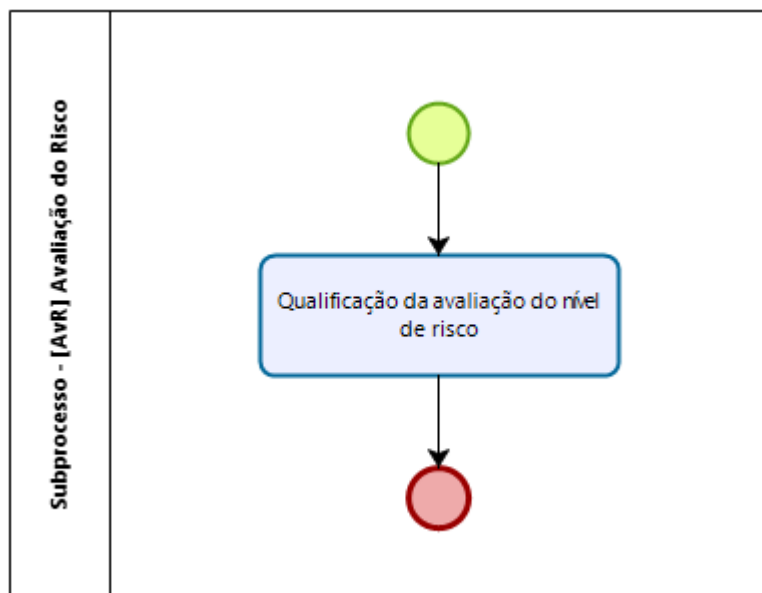 Subprocesso - [AvR] Avaliação do Risco
Qualificação da avaliação do nível
de risco